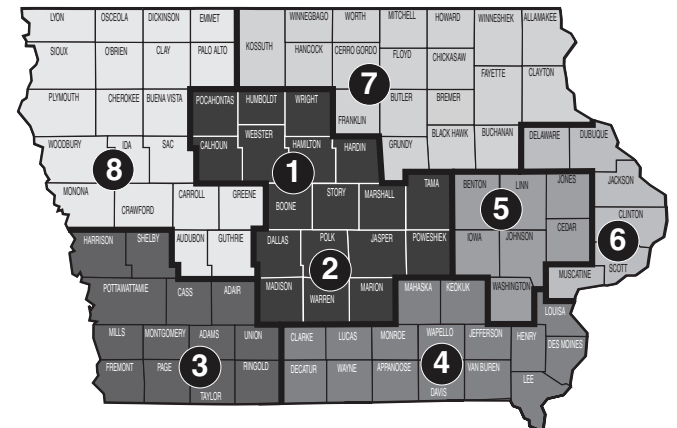 LYON OSCEOLA DICKINSON EMMET WINNEGBAGO WORTH MITCHELL HOWARD WINNESHIEK ALLAMAKEE
SIOUX O'BRIEN CLAY PALO ALTO KOSSUTH HANCOCK CERRO GORDO FLOYD CHICKASAW
7
FAYETTE CLAYTON
PLYMOUTH CHEROKEE BUENA VISTA POCAHONTAS HUMBOLDT WRIGHT FRANKLIN BUTLER BREMER
WOODBURY IDA SAC CALHOUN WEBSTER HAMILTON HARDIN GRUNDY BLACK HAWK BUCHANAN DELAWARE DUBUQUE
8
1
MONONA CRAWFORD CARROLL GREENE BOONE STORY MARSHALL TAMA BENTON LINN JONES JACKSON
5
CLINTON
6
HARRISON SHELBY AUDUBON GUTHRIE DALLAS POLK JASPER POWESHIEK IOWA JOHNSON CEDAR SCOTT
2
MUSCATINE
POTTAWATTAMIE CASS ADAIR MADISON WARREN MARION MAHASKA KEOKUK WASHINGTON LOUISA
MILLS MONTGOMERY ADAMS UNION CLARKE LUCAS MONROE WAPELLO JEFFERSON HENRY DES MOINES
3
4
FREMONT PAGE TAYLOR RINGOLD DECATUR WAYNE APPANOOSE DAVIS VAN BUREN LEE